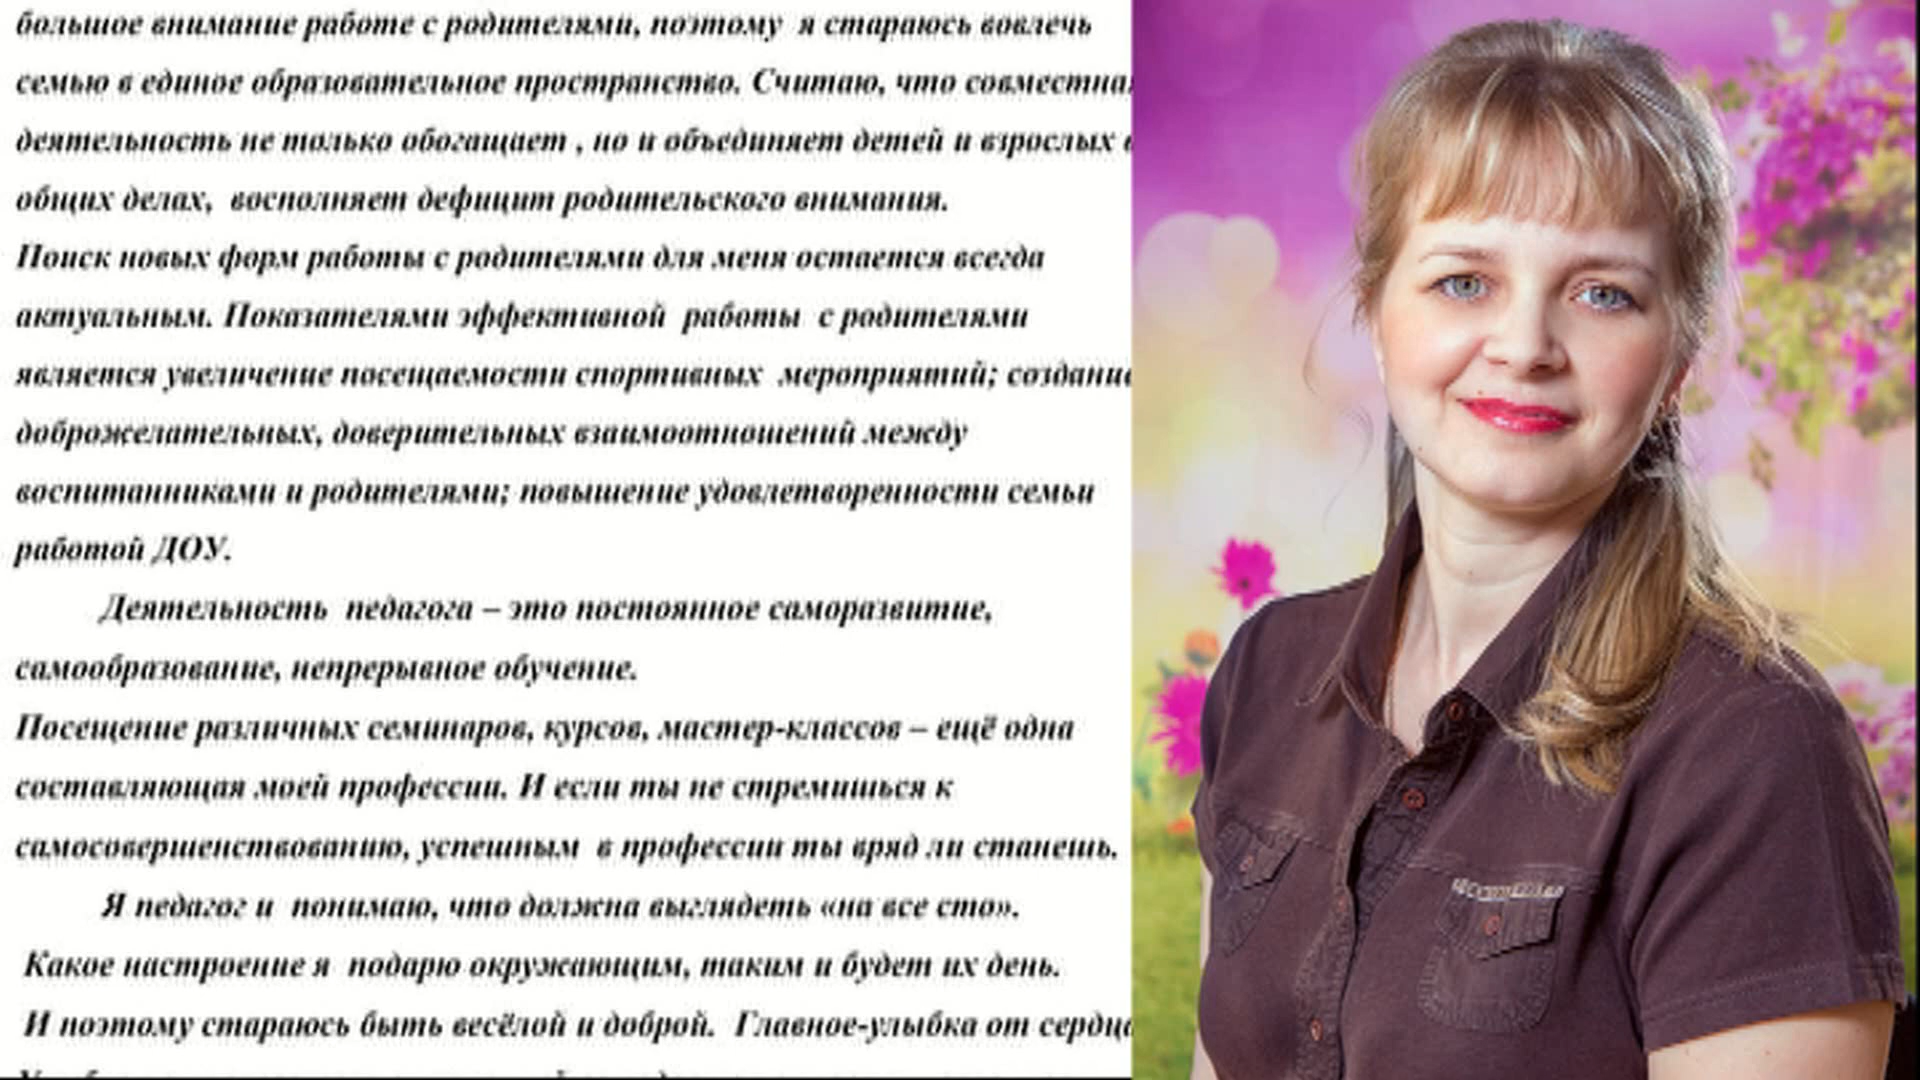 большое внимание работе с родителями, поэтому я стараюсь вовлечь
семью в единое образовательное пространство. Считаю, что
деятельность не только обогащает , но и объединяет детей и взрослых
общих делах, восполняет дефицит родительского внимания.
Поиск новых форм работы с родителями для меня остается всегда
актуальным. Показателями эффективной работы с родителями
является увеличение посещаемости спортивных мероприятий;
доброжелательных, доверительных взаимоотношений между
воспитанниками и родителями; повышение удовлетворенности семьи
работой ДОУ.
Деятельность педагога – это постоянное саморазвитие,
самообразование, непрерывное обучение.
Посещение различных семинаров, курсов, мастер-классов – ещё одна
составляющая моей профессии. И если ты не стремишься к
самосовершенствованию, успешным в профессии ты вряд ли станешь.
Я педагог и понимаю, что должна выглядеть «на все сто».
Какое настроение я подарю окружающим, таким и будет их день.
И поэтому стараюсь быть весёлой и доброй. Главное-улыбка от